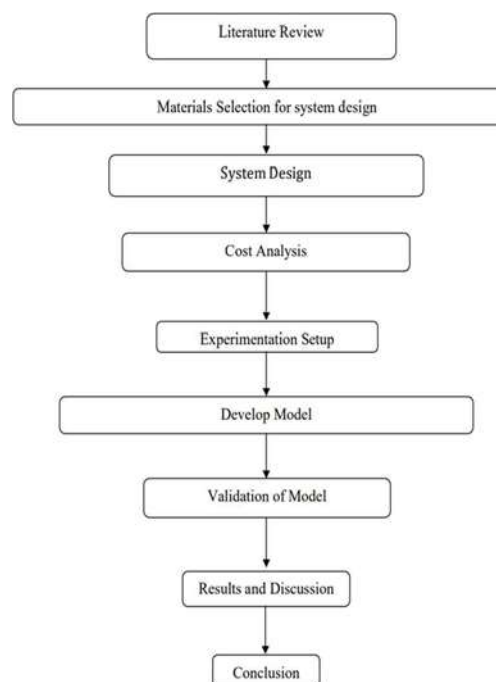 Literature Review
Materials Selection for system design
System Design
Cost Analysis
Experimentation Setup
Develop Model
Validation of Model
Results and Discussion
Conclusion